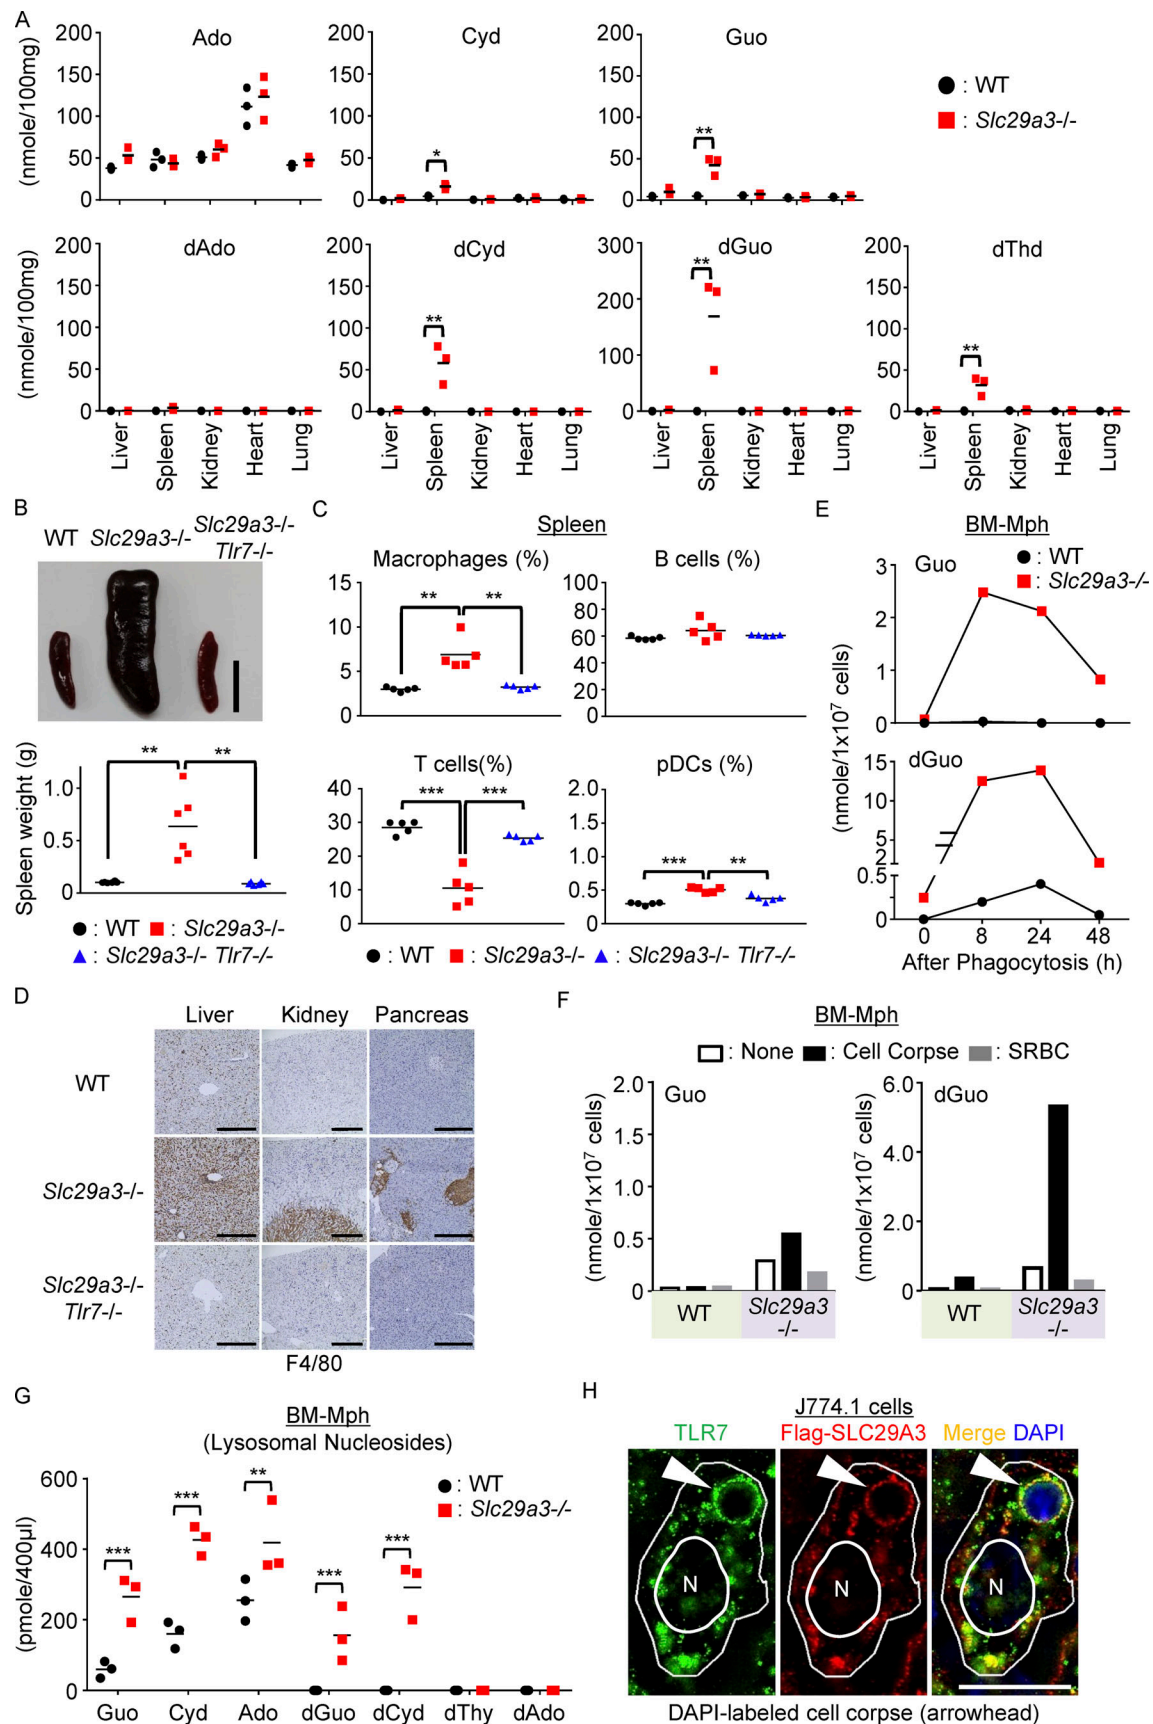 A
Ado
Cyd
Guo
● : WT
■ : Slc29a3-/-
(nmole/100mg)
200
150
100
50
0
200
150
100
50
0
200
150
100
50
0
*
**
dAdo
dCyd
dGuo
dThd
(nmole/100mg)
200
150
100
50
0
200
150
100
50
0
300
200
100
0
200
150
100
50
0
**
**
**
Liver Spleen Kidney Heart Lung
Liver Spleen Kidney Heart Lung
Liver Spleen Kidney Heart Lung
Liver Spleen Kidney Heart Lung
B
WT Slc29a3-/- Slc29a3-/-
Tlr7-/-
Spleen weight (g)
1.0
0.5
0
** **
● : WT ■ : Slc29a3-/-
▲ : Slc29a3-/- Tlr7-/-
C
Spleen
Macrophages (%)
15
10
5
0
** **
B cells (%)
100
80
60
40
20
0
T cells(%)
30
20
10
0
*** ***
pDCs (%)
2.0
1.5
1.0
0.5
0
*** **
● : WT ■ : Slc29a3-/- ▲ : Slc29a3-/- Tlr7-/-
E
BM-Mph
Guo
● : WT
■ : Slc29a3-/-
(nmole/1x10⁷ cells)
3
2
1
0
dGuo
15
10
5
2
1
0
0 8 24 48
After Phagocytosis (h)
D
Liver Kidney Pancreas
WT
Slc29a3-/-
Slc29a3-/-
Tlr7-/-
F4/80
F
BM-Mph
□ : None ■ : Cell Corpse ■ : SRBC
(nmole/1x10⁷ cells)
2.0
1.5
1.0
0.5
0
Guo
WT
Slc29a3
-/-
(nmole/1x10⁷ cells)
6.0
4.0
2.0
0
dGuo
WT
Slc29a3
-/-
G
BM-Mph
(Lysosomal Nucleosides)
● : WT
■ : Slc29a3-/-
(pmole/400µl)
600
400
200
0
*** *** ** *** ***
Guo Cyd Ado dGuo dCyd dThy dAdo
H
J774.1 cells
TLR7 Flag-SLC29A3 Merge DAPI
N N N
DAPI-labeled cell corpse (arrowhead)